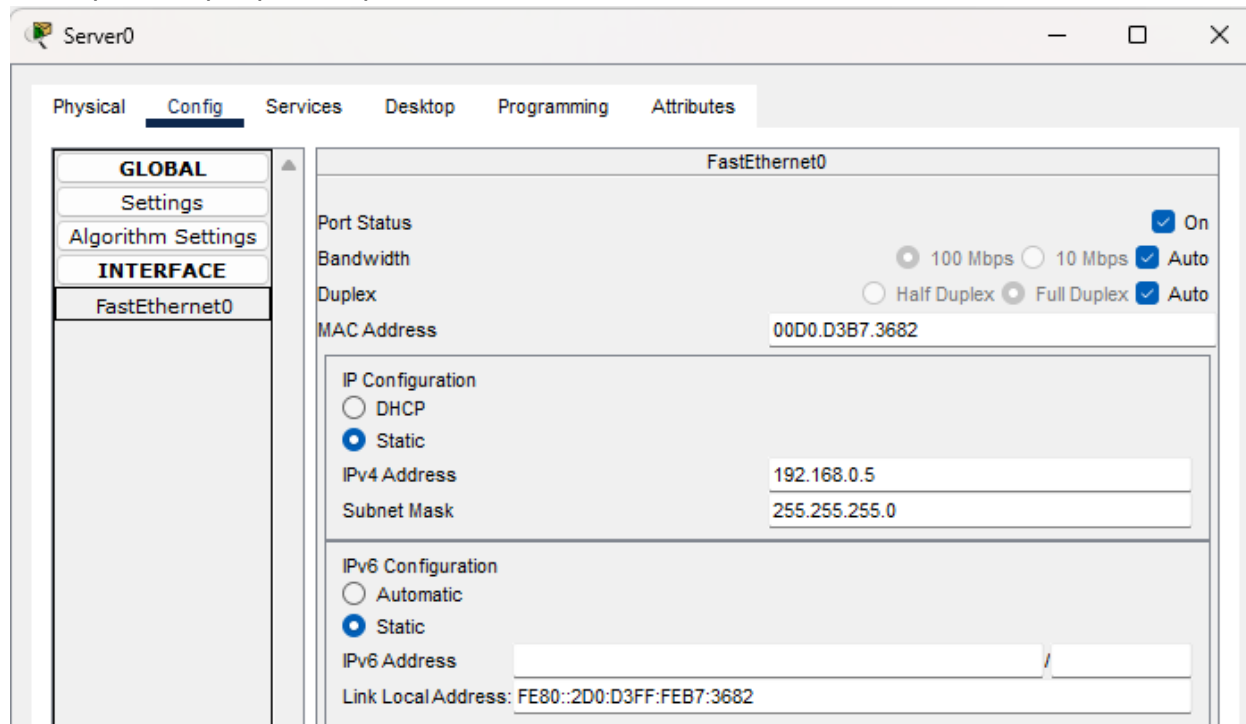 Server0
Physical Config Services Desktop Programming Attributes
GLOBAL
Settings
Algorithm Settings
INTERFACE
FastEthernet0
FastEthernet0
Port Status On
Bandwidth 100 Mbps 10 Mbps Auto
Duplex Half Duplex Full Duplex Auto
MAC Address 00D0.D3B7.3682
IP Configuration
DHCP
Static
IPv4 Address 192.168.0.5
Subnet Mask 255.255.255.0
IPv6 Configuration
Automatic
Static
IPv6 Address /
Link Local Address: FE80::2D0:D3FF:FEB7:3682